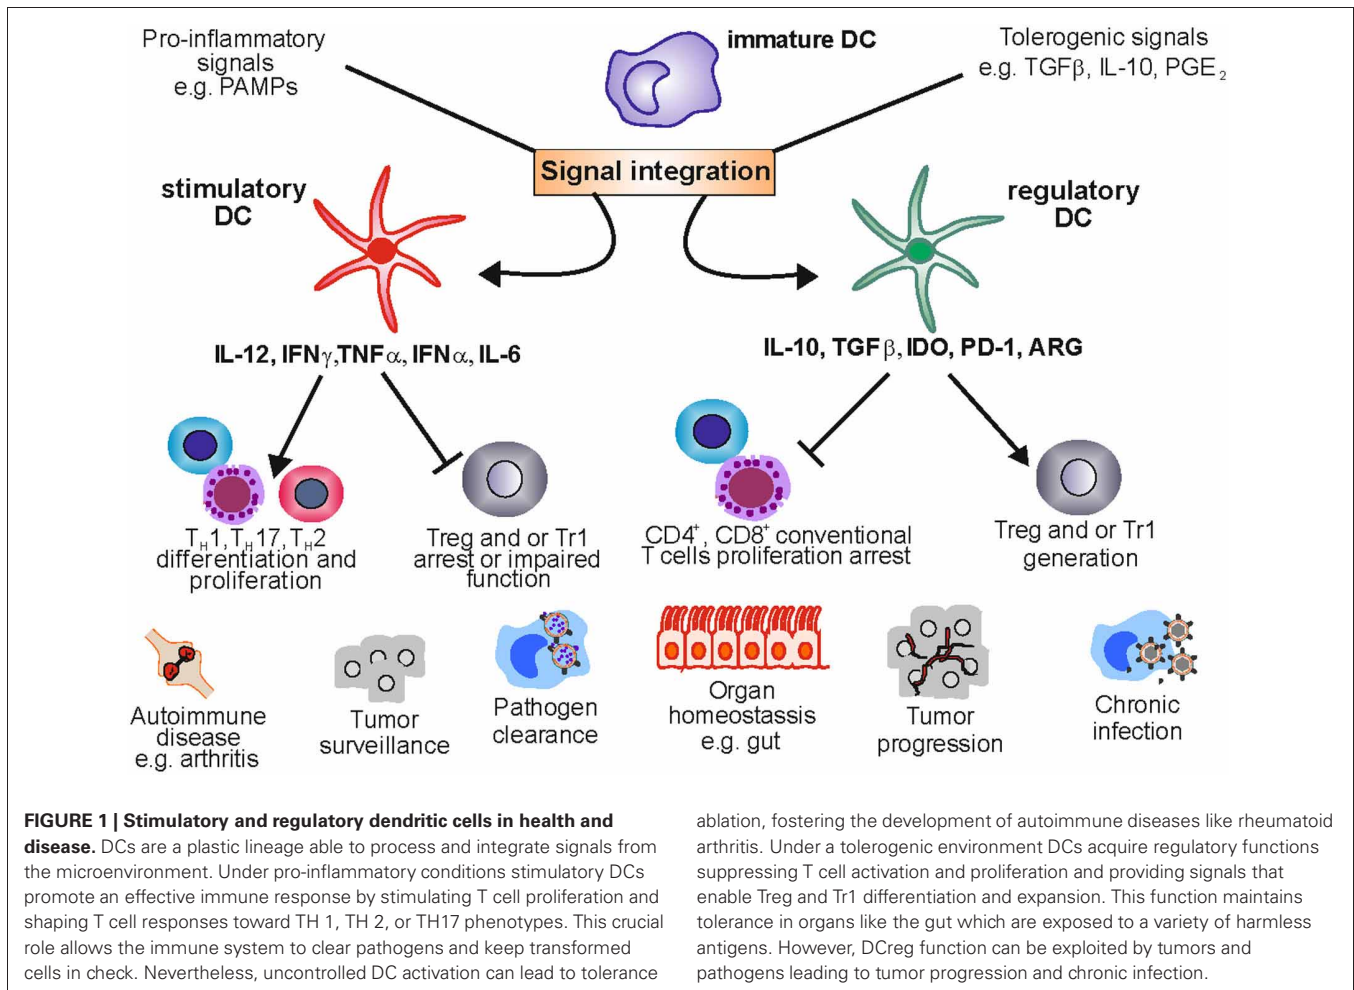 Pro-inflammatory
signals
e.g. PAMPs
immature DC
Tolerogenic signals
e.g. TGFβ, IL-10, PGE₂
Signal integration
stimulatory
DC
regulatory
DC
IL-12, IFNγ,TNFα, IFNα, IL-6
IL-10, TGFβ, IDO, PD-1, ARG
T_H1, T_H17, T_H2
differentiation and
proliferation
Treg and or Tr1
arrest or impaired
function
CD4⁺, CD8⁺ conventional
T cells proliferation arrest
Treg and or Tr1
generation
Autoimmune
disease
e.g. arthritis
Tumor
surveillance
Pathogen
clearance
Organ
homeostassis
e.g. gut
Tumor
progression
Chronic
infection
FIGURE 1 | Stimulatory and regulatory dendritic cells in health and
disease. DCs are a plastic lineage able to process and integrate signals from
the microenvironment. Under pro-inflammatory conditions stimulatory DCs
promote an effective immune response by stimulating T cell proliferation and
shaping T cell responses toward TH 1, TH 2, or TH17 phenotypes. This crucial
role allows the immune system to clear pathogens and keep transformed
cells in check. Nevertheless, uncontrolled DC activation can lead to tolerance
ablation, fostering the development of autoimmune diseases like rheumatoid
arthritis. Under a tolerogenic environment DCs acquire regulatory functions
suppressing T cell activation and proliferation and providing signals that
enable Treg and Tr1 differentiation and expansion. This function maintains
tolerance in organs like the gut which are exposed to a variety of harmless
antigens. However, DCreg function can be exploited by tumors and
pathogens leading to tumor progression and chronic infection.